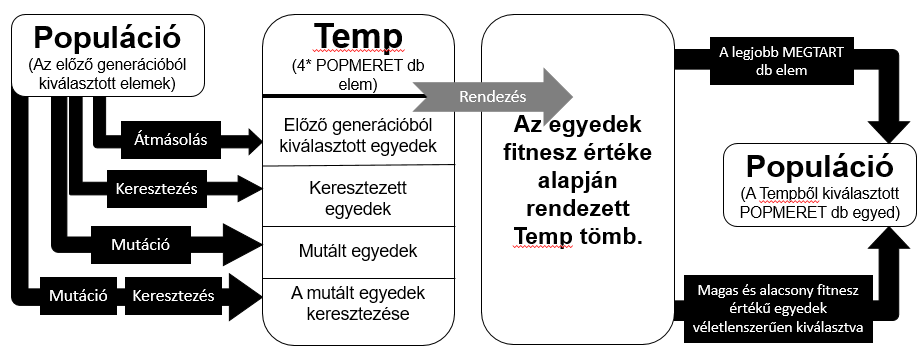 Populáció
(Az előző generációból
kiválasztott elemek)
Átmásolás
Keresztezés
Mutáció
Mutáció
Keresztezés
Temp
(4* POPMERET db
elem)
Előző generációból
kiválasztott egyedek
Keresztezett
egyedek
Mutált egyedek
A mutált egyedek
keresztezése
Rendezés
Az egyedek
fitnesz értéke
alapján
rendezett
Temp tömb.
A legjobb MEGTART
db elem
Populáció
(A Tempből kiválasztott
POPMERET db egyed)
Magas és alacsony fitnesz
értékű egyedek
véletlenszerűen kiválasztva